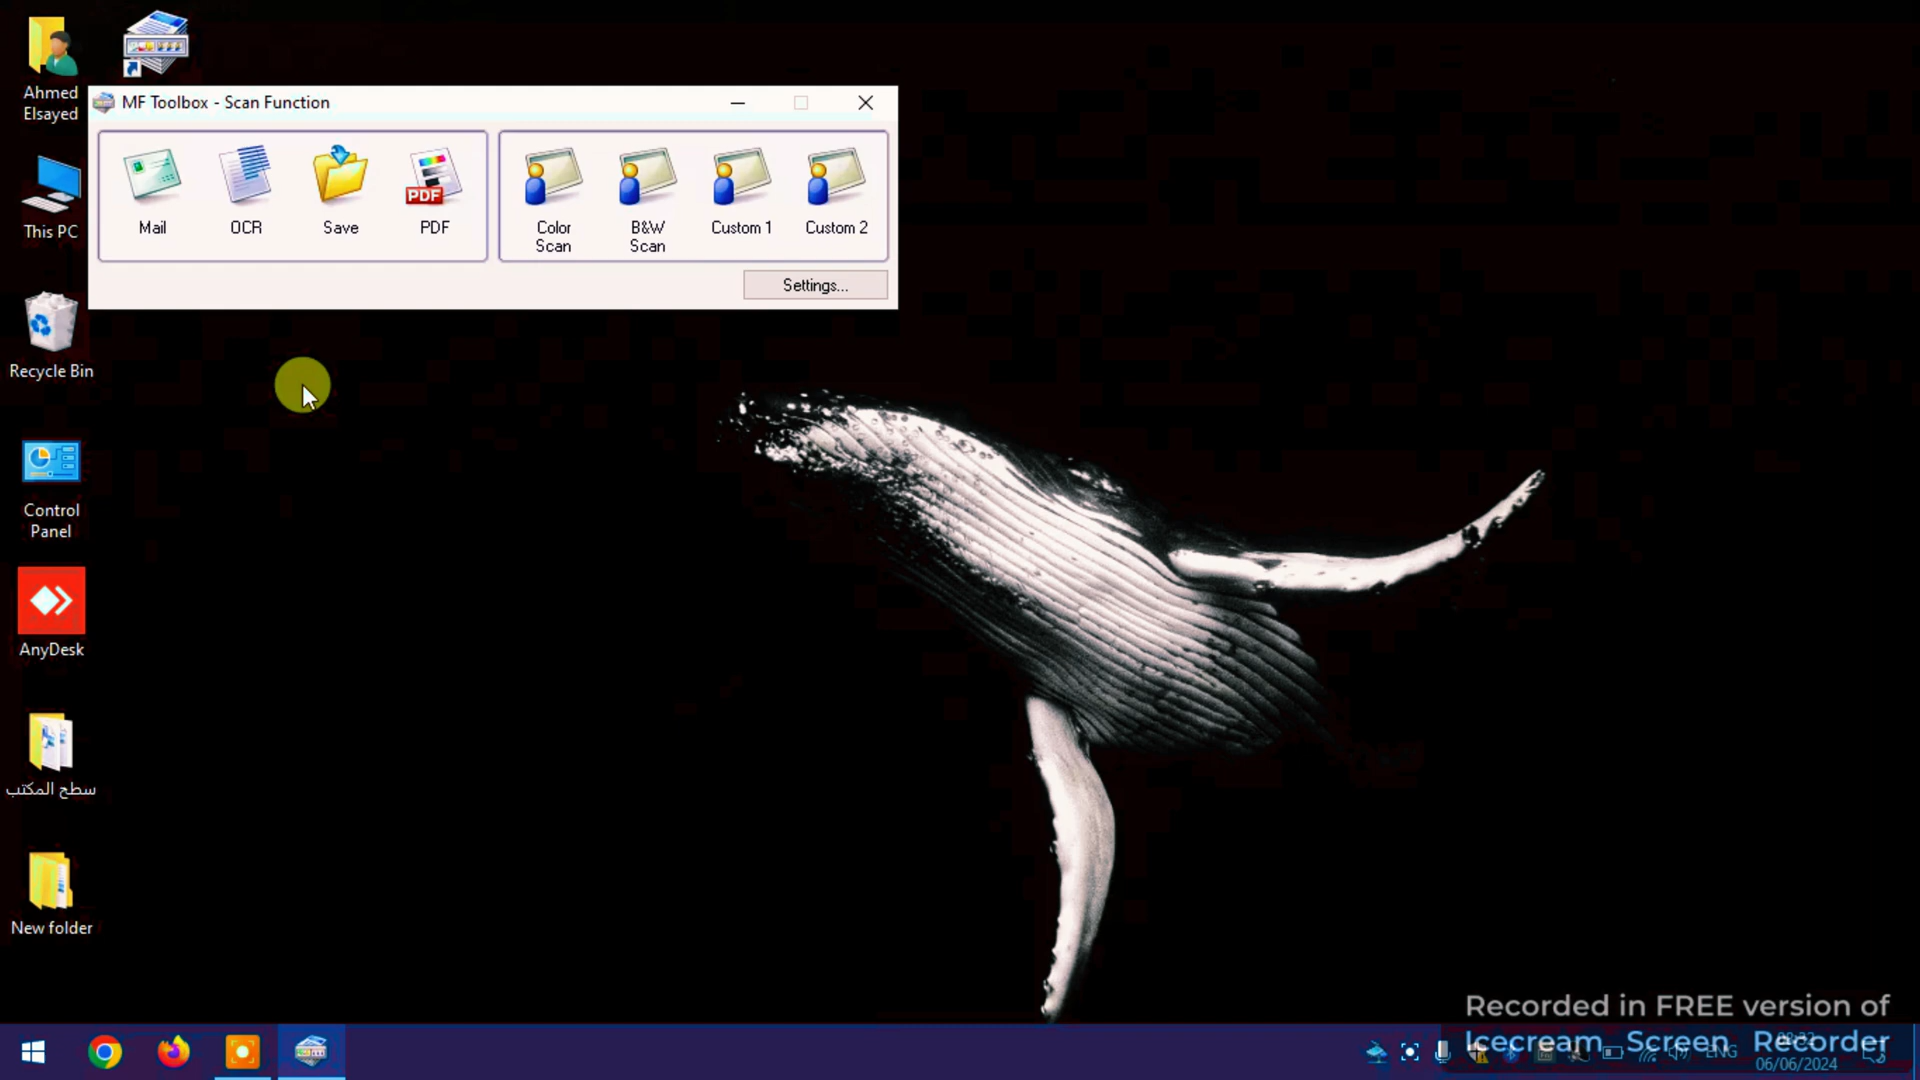 Ahmed
Elsayed
This PC
Recycle Bin
Control
Panel
AnyDesk
سطح المكتب
New folder
MF Toolbox - Scan Function
Mail
OCR
Save
PDF
PDF
Color
Scan
B&W
Scan
Custom 1
Custom 2
Settings...
Recorded in FREE version of
Icecream Screen Recorder
ENG
06/06/2024